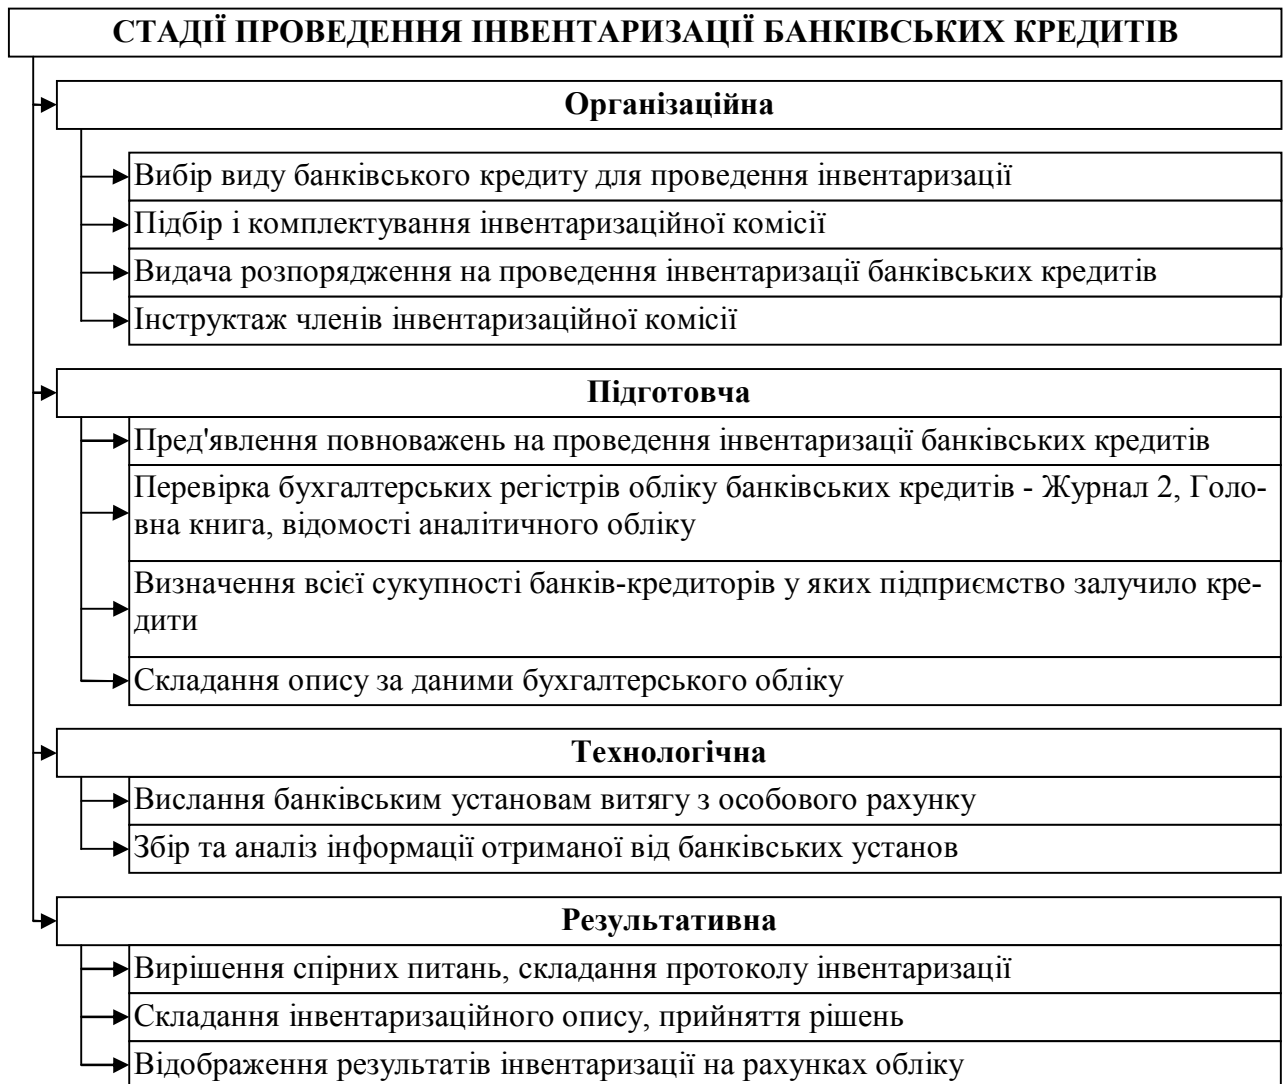 СТАДІЇ ПРОВЕДЕННЯ ІНВЕНТАРИЗАЦІЇ БАНКІВСЬКИХ КРЕДИТІВ
Організаційна
Вибір виду банківського кредиту для проведення інвентаризації
Підбір і комплектування інвентаризаційної комісії
Видача розпорядження на проведення інвентаризації банківських кредитів
Інструктаж членів інвентаризаційної комісії
Підготовча
Пред'явлення повноважень на проведення інвентаризації банківських кредитів
Перевірка бухгалтерських регістрів обліку банківських кредитів - Журнал 2, Голо-
вна книга, відомості аналітичного обліку
Визначення всієї сукупності банків-кредиторів у яких підприємство залучило кре-
дити
Складання опису за даними бухгалтерського обліку
Технологічна
Вислання банківським установам витягу з особового рахунку
Збір та аналіз інформації отриманої від банківських установ
Результативна
Вирішення спірних питань, складання протоколу інвентаризації
Складання інвентаризаційного опису, прийняття рішень
Відображення результатів інвентаризації на рахунках обліку